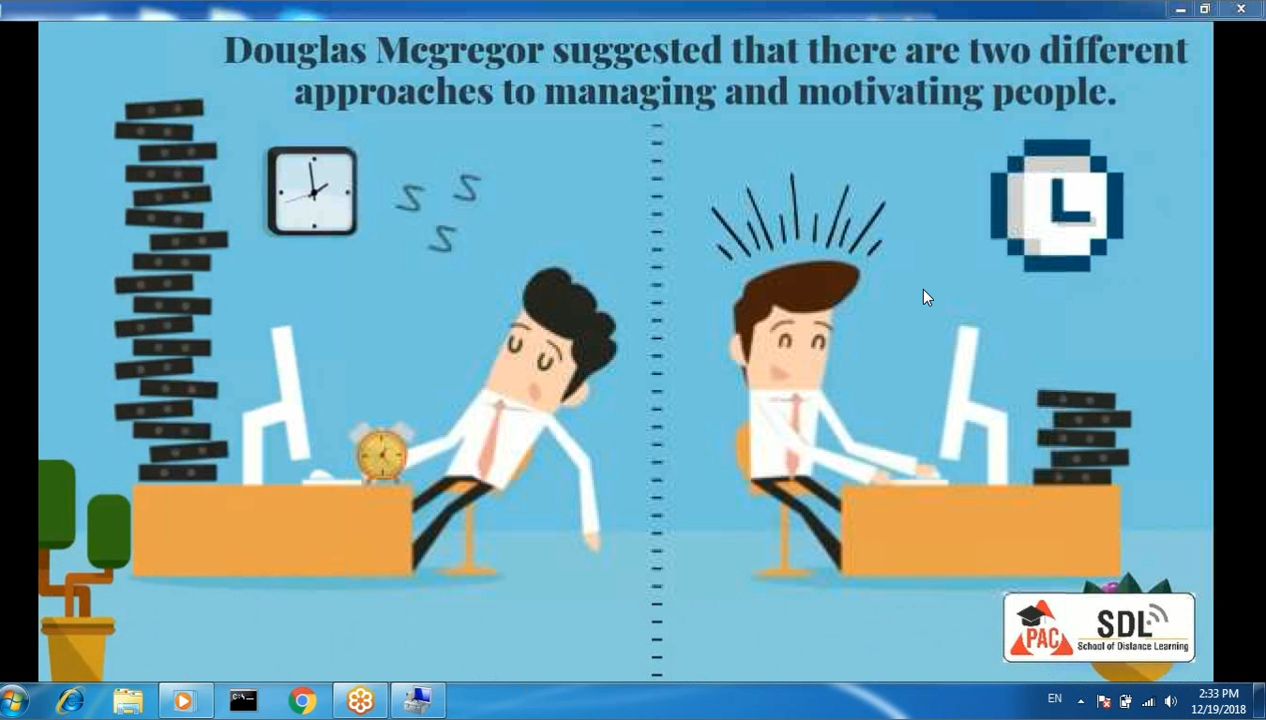 Douglas Mcgregor suggested that there are two different
approaches to managing and motivating people.
PAC
SDL
School of Distance Learning
EN
2:33 PM
12/19/2018